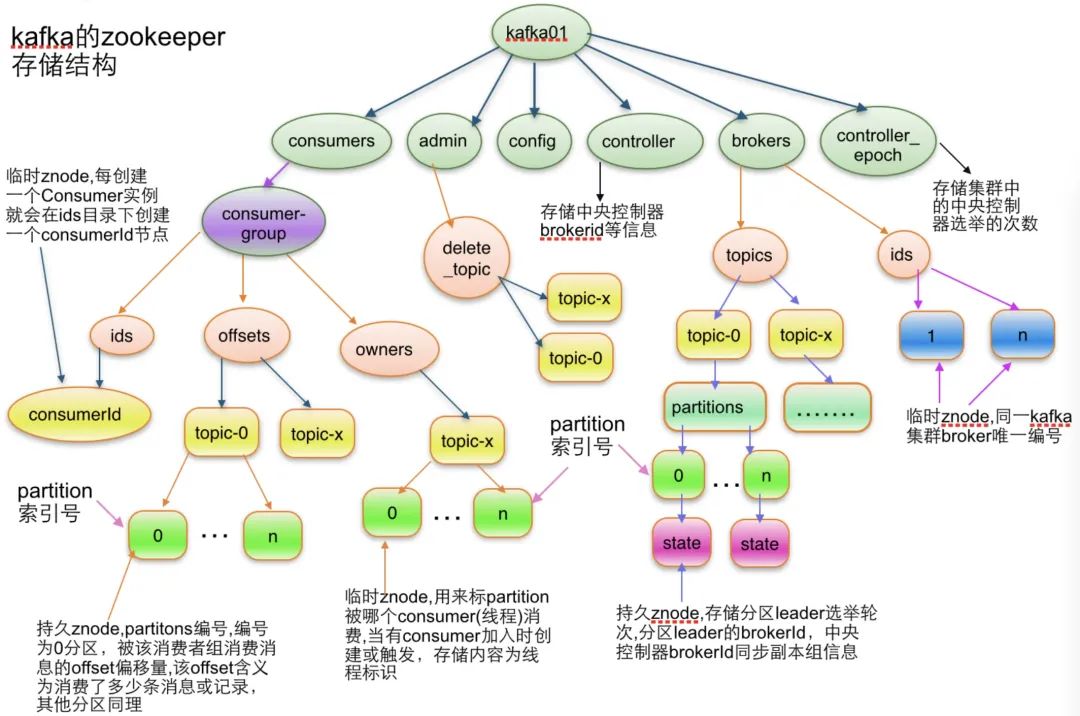 kafka的zookeeper
存储结构
kafka01
consumers
admin
config
controller
brokers
controller_
epoch
临时znode,每创建
一个Consumer实例
就会在ids目录下创建
一个consumerId节点
consumer-
group
存储中央控制器
brokerid等信息
存储集群中
的中央控制
器选举的次数
delete
_topic
topics
ids
topic-x
topic-0
ids
offsets
owners
topic-0
topic-x
1
n
consumerId
topic-0
topic-x
topic-x
partitions
.......
临时znode,同一kafka
集群broker唯一编号
partition
索引号
0
...
n
partition
索引号
0
...
n
0
...
n
state
state
持久znode,partitons编号,编号
为0分区，被该消费者组消费消
息的offset偏移量,该offset含义
为消费了多少条消息或记录，
其他分区同理
临时znode,用来标partition
被哪个consumer(线程)消
费,当有consumer加入时创
建或触发，存储内容为线
程标识
持久znode,存储分区leader选举轮
次,分区leader的brokerId，中央
控制器brokerId同步副本组信息